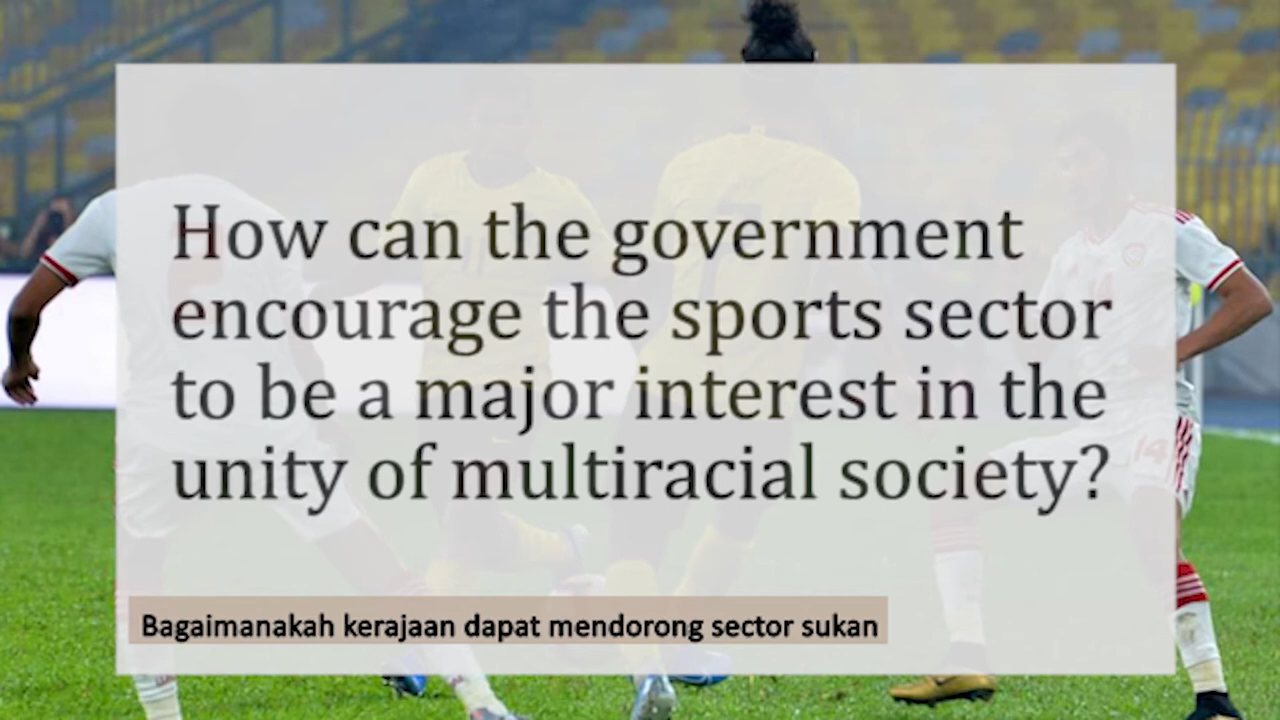 How can the government
encourage the sports sector
to be a major interest in the
unity of multiracial society?
Bagaimanakah kerajaan dapat mendorong sector sukan